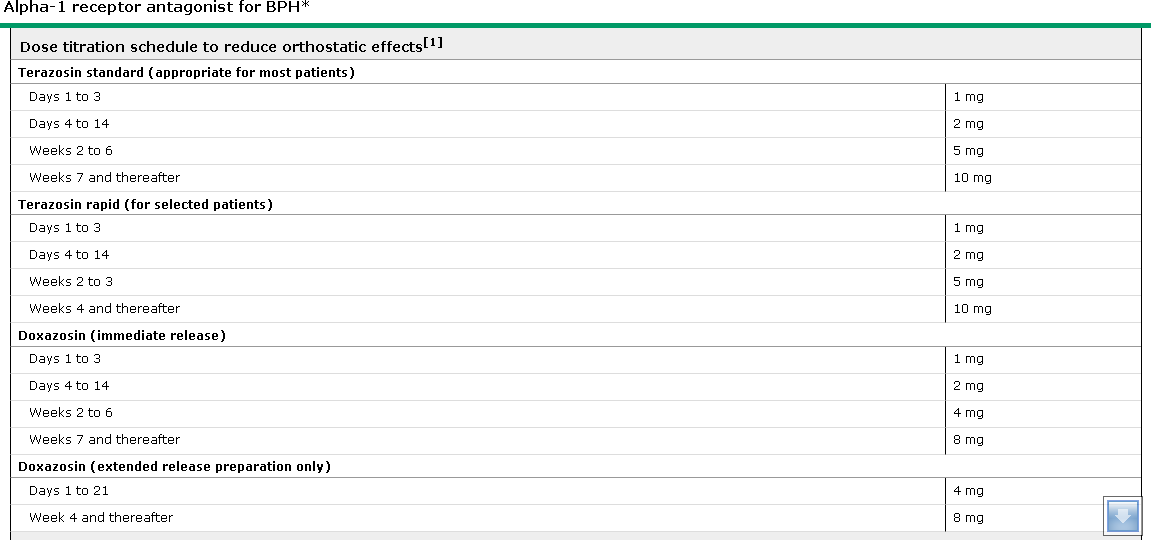 Alpha-1 receptor antagonist for BPH*
Dose titration schedule to reduce orthostatic effects[1]
Terazosin standard (appropriate for most patients)
Days 1 to 3 1 mg
Days 4 to 14 2 mg
Weeks 2 to 6 5 mg
Weeks 7 and thereafter 10 mg
Terazosin rapid (for selected patients)
Days 1 to 3 1 mg
Days 4 to 14 2 mg
Weeks 2 to 3 5 mg
Weeks 4 and thereafter 10 mg
Doxazosin (immediate release)
Days 1 to 3 1 mg
Days 4 to 14 2 mg
Weeks 2 to 6 4 mg
Weeks 7 and thereafter 8 mg
Doxazosin (extended release preparation only)
Days 1 to 21 4 mg
Week 4 and thereafter 8 mg